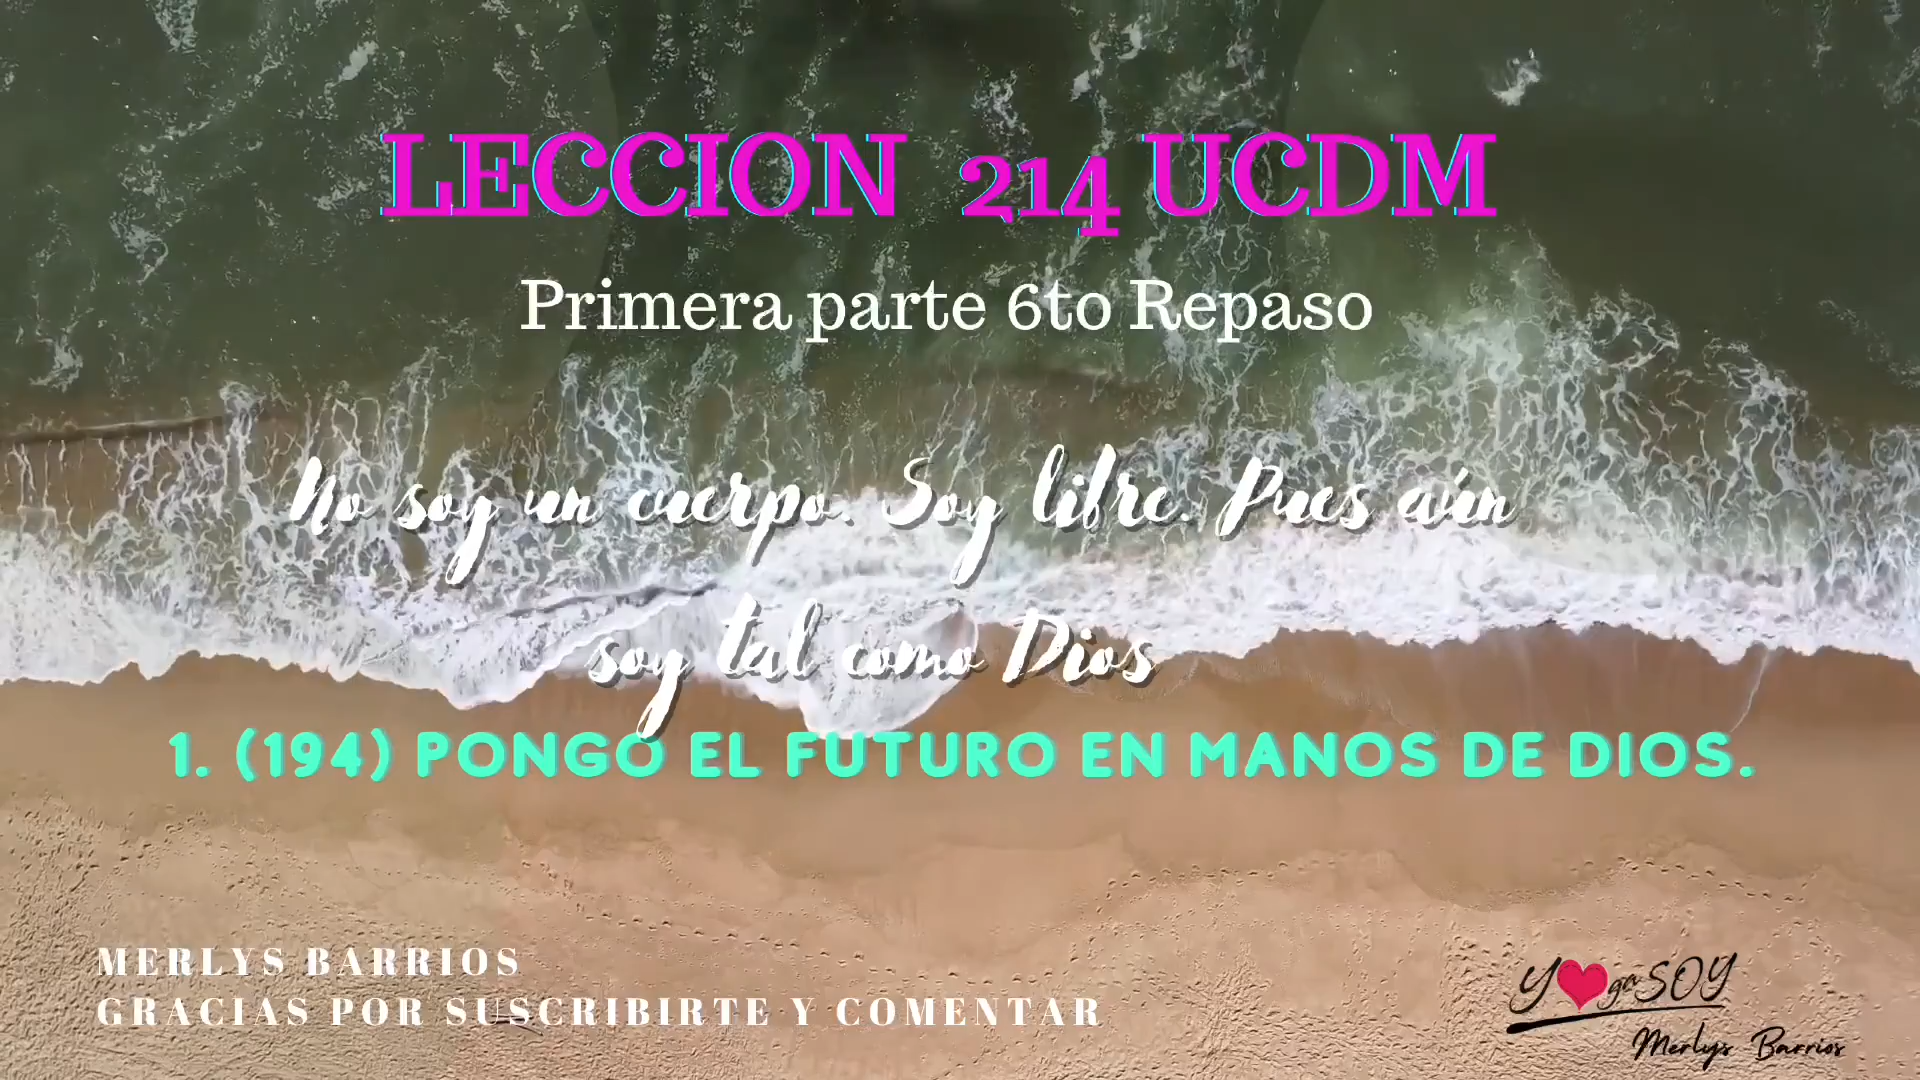 LECCION 214 UCDM
Primera parte 6to Repaso
No soy un cuerpo. Soy libre. Pues aún
soy tal como Dios
1. (194) PONGO EL FUTURO EN MANOS DE DIOS.
MERLYS BARRIOS
GRACIAS POR SUSCRIBIRTE Y COMENTAR
Y❤gaSOY
Merlys Barrios